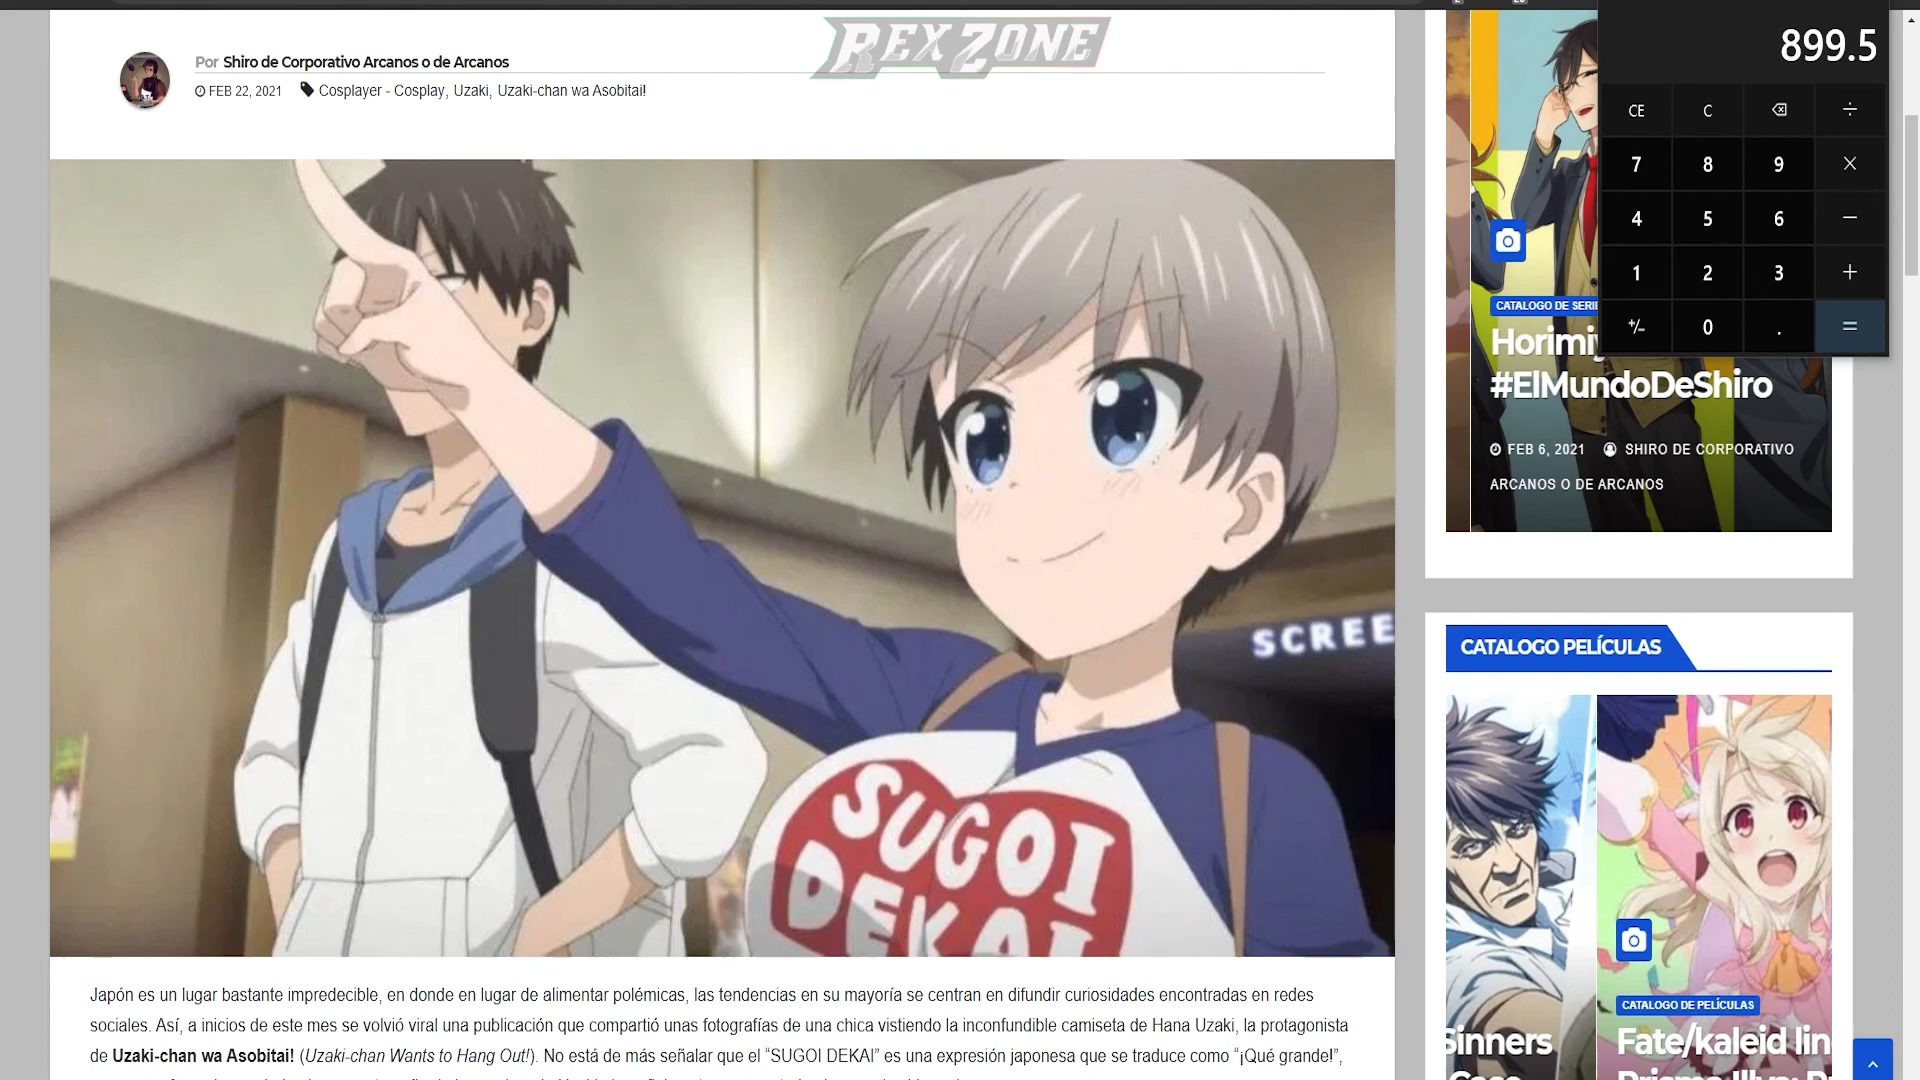 REX ZONE
Por Shiro de Corporativo Arcanos o de Arcanos
FEB 22, 2021 Cosplayer - Cosplay, Uzaki, Uzaki-chan wa Asobitai!
SCREE
SUGOI
DEKAI
Japón es un lugar bastante impredecible, en donde en lugar de alimentar polémicas, las tendencias en su mayoría se centran en difundir curiosidades encontradas en redes
sociales. Así, a inicios de este mes se volvió viral una publicación que compartió unas fotografías de una chica vistiendo la inconfundible camiseta de Hana Uzaki, la protagonista
de Uzaki-chan wa Asobitai! (Uzaki-chan Wants to Hang Out!). No está de más señalar que el “SUGOI DEKAI” es una expresión japonesa que se traduce como “¡Qué grande!”,
899.5
CE C ÷
7 8 9 ×
4 5 6 −
1 2 3 +
+/− 0 . =
CATALOGO DE SERI
Horimiy
#ElMundoDeShiro
FEB 6, 2021 SHIRO DE CORPORATIVO
ARCANOS O DE ARCANOS
CATALOGO PELÍCULAS
CATALOGO DE PELÍCULAS
Sinners
Fate/kaleid lin